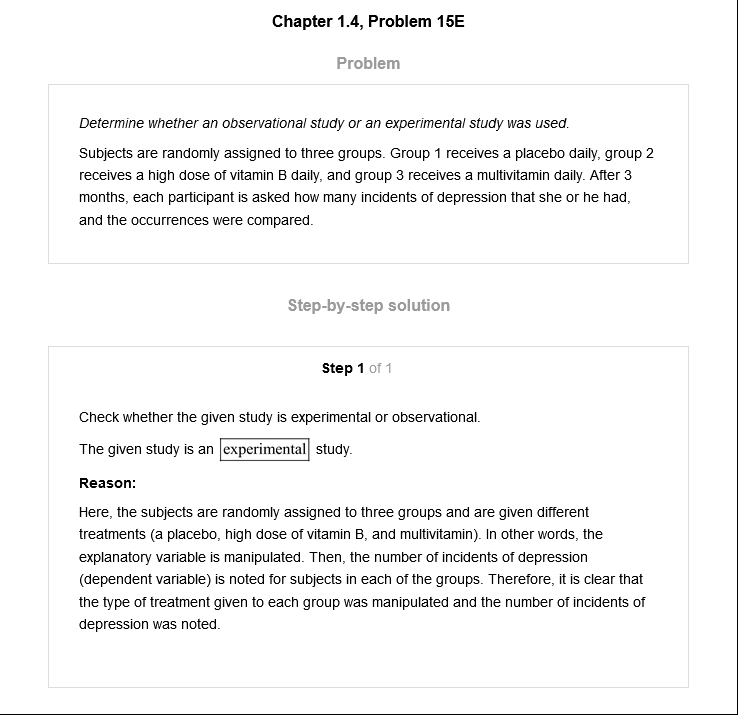 Chapter 1.4, Problem 15E
Problem
Determine whether an observational study or an experimental study was used.
Subjects are randomly assigned to three groups. Group 1 receives a placebo daily, group 2
receives a high dose of vitamin B daily, and group 3 receives a multivitamin daily. After 3
months, each participant is asked how many incidents of depression that she or he had,
and the occurrences were compared.
Step-by-step solution
Step 1 of 1
Check whether the given study is experimental or observational.
The given study is an experimental study.
Reason:
Here, the subjects are randomly assigned to three groups and are given different
treatments (a placebo, high dose of vitamin B, and multivitamin). In other words, the
explanatory variable is manipulated. Then, the number of incidents of depression
(dependent variable) is noted for subjects in each of the groups. Therefore, it is clear that
the type of treatment given to each group was manipulated and the number of incidents of
depression was noted.